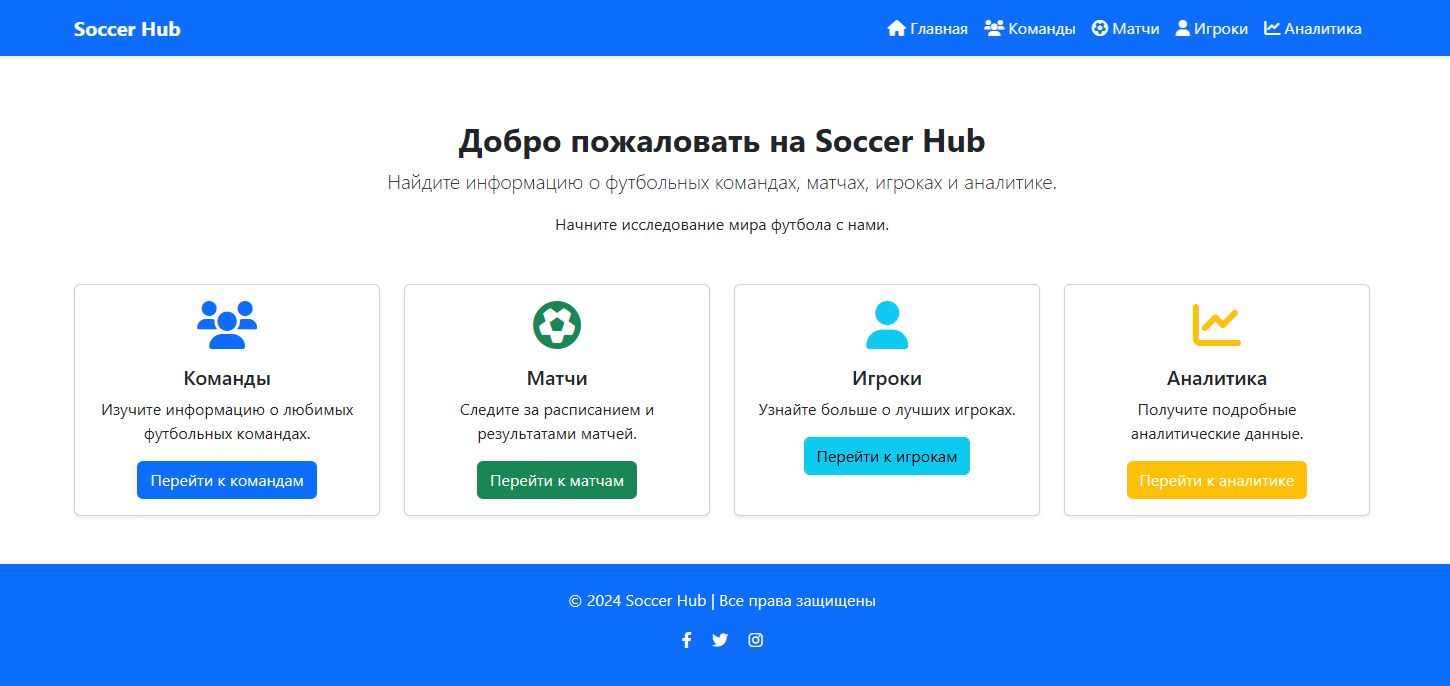 Soccer Hub
Главная Команды Матчи Игроки Аналитика
Добро пожаловать на Soccer Hub
Найдите информацию о футбольных командах, матчах, игроках и аналитике.
Начните исследование мира футбола с нами.
Команды
Изучите информацию о любимых
футбольных командах.
Перейти к командам
Матчи
Следите за расписанием и
результатами матчей.
Перейти к матчам
Игроки
Узнайте больше о лучших игроках.
Перейти к игрокам
Аналитика
Получите подробные
аналитические данные.
Перейти к аналитике
© 2024 Soccer Hub | Все права защищены